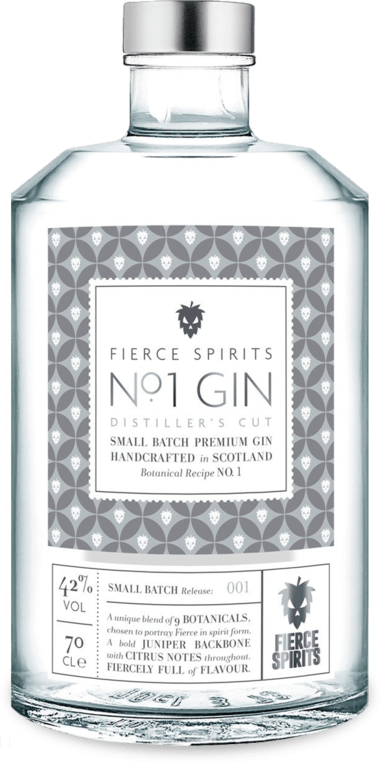 FIERCE SPIRITS
Nº1 GIN
DISTILLER'S CUT
SMALL BATCH PREMIUM GIN
HANDCRAFTED in SCOTLAND
Botanical Recipe NO. 1
42%
VOL
70
CL e
SMALL BATCH Release: 001
A unique blend of 9 BOTANICALS,
chosen to portray Fierce in spirit form.
A bold JUNIPER BACKBONE
with CITRUS NOTES throughout.
FIERCELY FULL of FLAVOUR.
FIERCE
SPIRITS